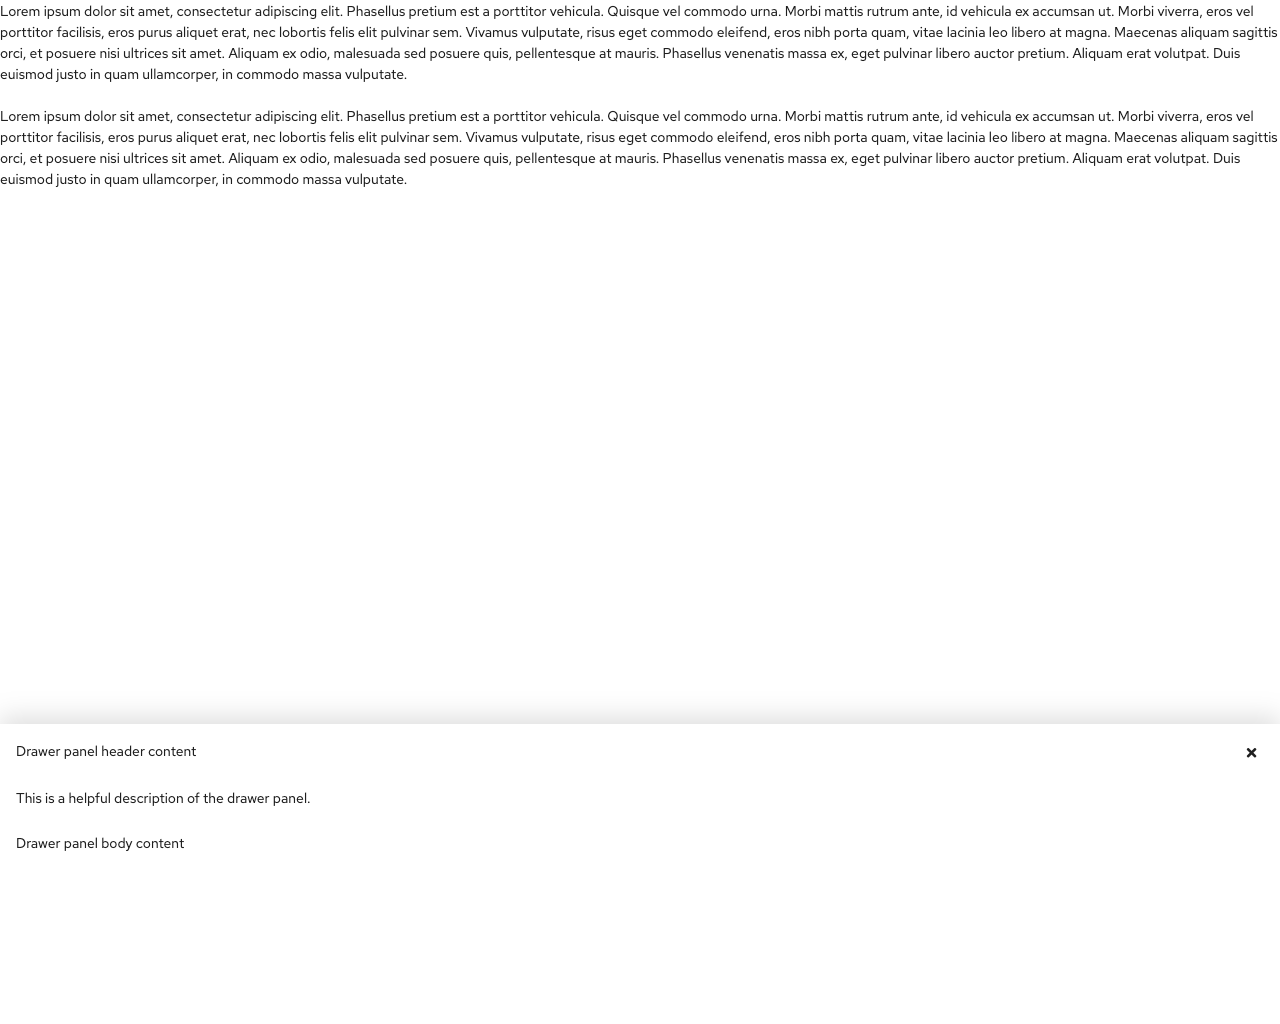 Lorem ipsum dolor sit amet, consectetur adipiscing elit. Phasellus pretium est a porttitor vehicula. Quisque vel commodo urna. Morbi mattis rutrum ante, id vehicula ex accumsan ut. Morbi viverra, eros vel
porttitor facilisis, eros purus aliquet erat, nec lobortis felis elit pulvinar sem. Vivamus vulputate, risus eget commodo eleifend, eros nibh porta quam, vitae lacinia leo libero at magna. Maecenas aliquam sagittis
orci, et posuere nisi ultrices sit amet. Aliquam ex odio, malesuada sed posuere quis, pellentesque at mauris. Phasellus venenatis massa ex, eget pulvinar libero auctor pretium. Aliquam erat volutpat. Duis
euismod justo in quam ullamcorper, in commodo massa vulputate.
Lorem ipsum dolor sit amet, consectetur adipiscing elit. Phasellus pretium est a porttitor vehicula. Quisque vel commodo urna. Morbi mattis rutrum ante, id vehicula ex accumsan ut. Morbi viverra, eros vel
porttitor facilisis, eros purus aliquet erat, nec lobortis felis elit pulvinar sem. Vivamus vulputate, risus eget commodo eleifend, eros nibh porta quam, vitae lacinia leo libero at magna. Maecenas aliquam sagittis
orci, et posuere nisi ultrices sit amet. Aliquam ex odio, malesuada sed posuere quis, pellentesque at mauris. Phasellus venenatis massa ex, eget pulvinar libero auctor pretium. Aliquam erat volutpat. Duis
euismod justo in quam ullamcorper, in commodo massa vulputate.
Drawer panel header content
This is a helpful description of the drawer panel.
Drawer panel body content